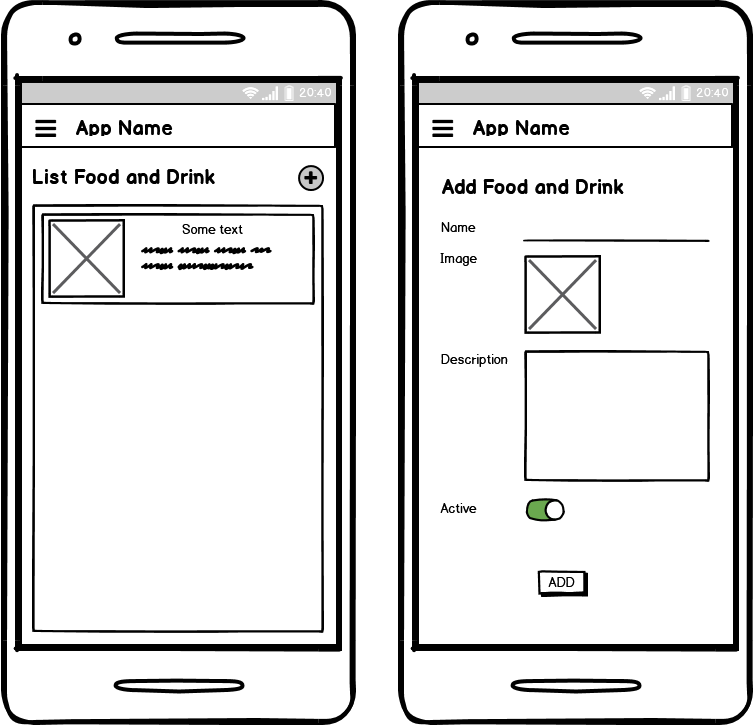 20:40
App Name
List Food and Drink
Some text
20:40
App Name
Add Food and Drink
Name
Image
Description
Active
ADD